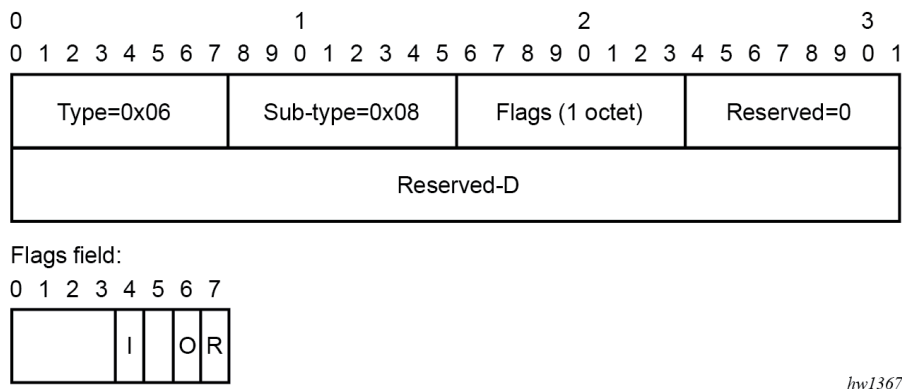 0 1 2 3
0 1 2 3 4 5 6 7 8 9 0 1 2 3 4 5 6 7 8 9 0 1 2 3 4 5 6 7 8 9 0 1
Type=0x06 Sub-type=0x08 Flags (1 octet) Reserved=0
Reserved-D
Flags field:
0 1 2 3 4 5 6 7
I O R
hw1367